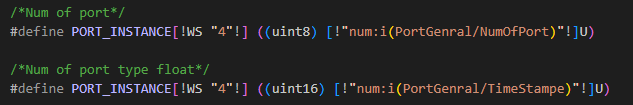 /*Num of port*/
#define PORT_INSTANCE[!WS "4"!] ((uint8) [!"num:i(PortGenral/NumOfPort)"!]U)
/*Num of port type float*/
#define PORT_INSTANCE[!WS "4"!] ((uint16) [!"num:i(PortGenral/TimeStampe)"!]U)